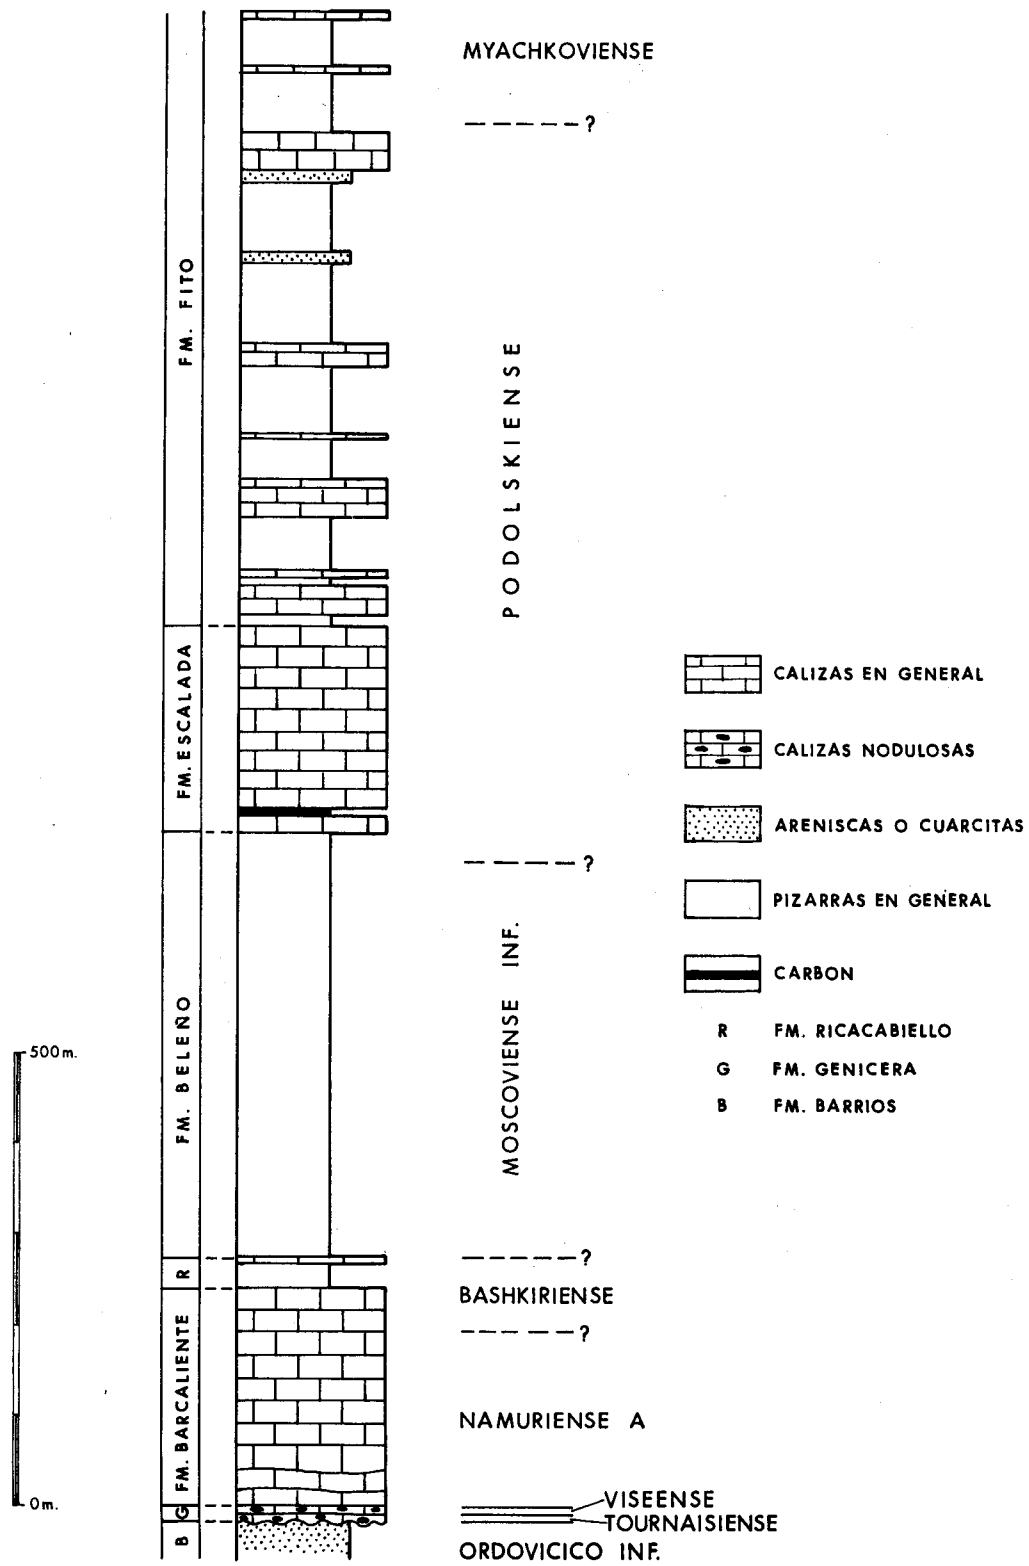 MYACHKOVIENSE
?
FM. FITO
PODOLSKIENSE
FM. ESCALADA
?
FM. BELEÑO
MOSCOVIENSE INF.
?
R
BASHKIRIENSE
?
FM. BARCALIENTE
NAMURIENSE A
G
VISEENSE
TOURNAISIENSE
B
ORDOVICICO INF.
500m.
0m.
CALIZAS EN GENERAL
CALIZAS NODULOSAS
ARENISCAS O CUARCITAS
PIZARRAS EN GENERAL
CARBON
R FM. RICACABIELLO
G FM. GENICERA
B FM. BARRIOS